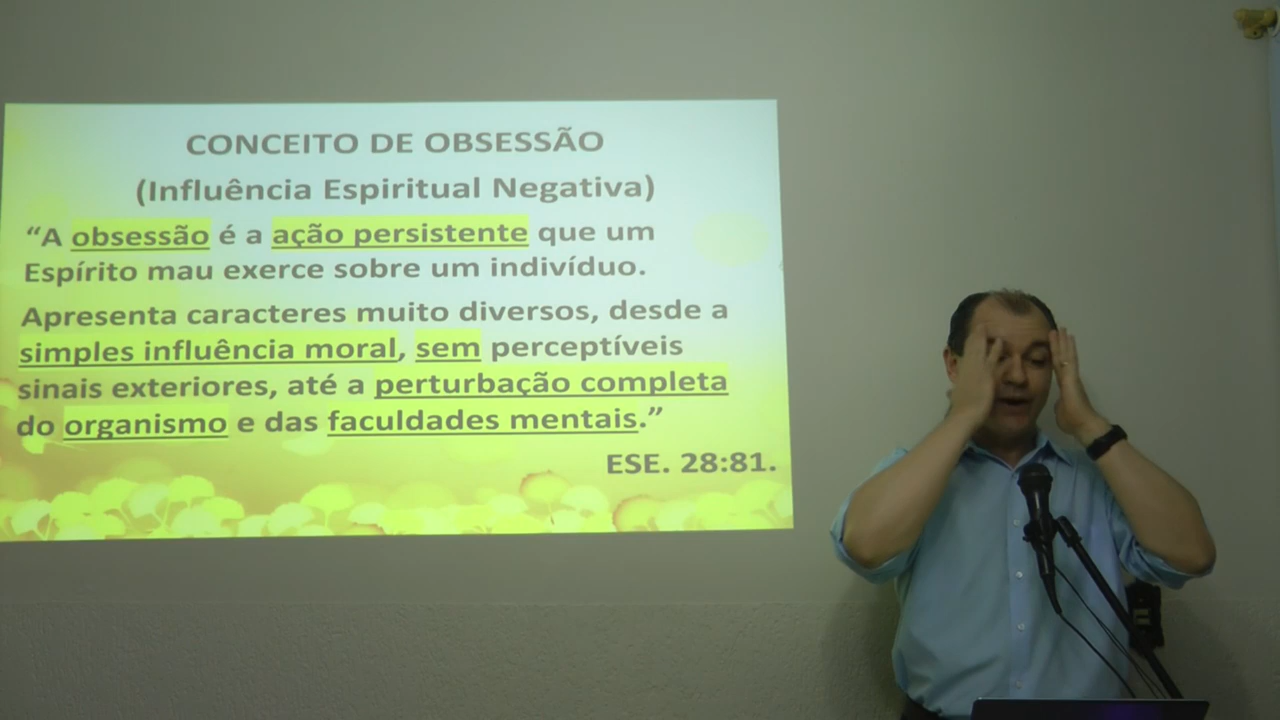 CONCEITO DE OBSESSÃO
(Influência Espiritual Negativa)
“A obsessão é a ação persistente que um
Espírito mau exerce sobre um indivíduo.
Apresenta caracteres muito diversos, desde a
simples influência moral, sem perceptíveis
sinais exteriores, até a perturbação completa
do organismo e das faculdades mentais.”
ESE. 28:81.